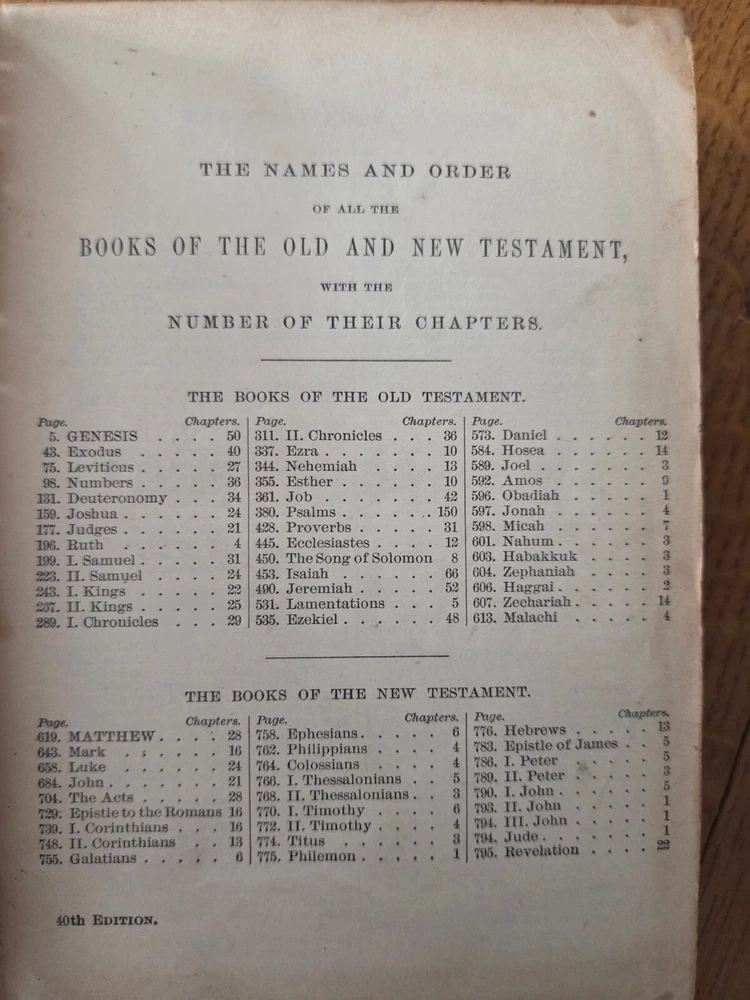 THE NAMES AND ORDER
OF ALL THE
BOOKS OF THE OLD AND NEW TESTAMENT,
WITH THE
NUMBER OF THEIR CHAPTERS.
THE BOOKS OF THE OLD TESTAMENT.
Page. Chapters.
5. GENESIS . . . . 50
43. Exodus . . . . . 40
75. Leviticus . . . . . 27
98. Numbers . . . . . 36
131. Deuteronomy . . . 34
159. Joshua . . . . . . 24
177. Judges . . . . . . 21
196. Ruth . . . . . . 4
199. I. Samuel . . . . . 31
223. II. Samuel . . . . 24
243. I. Kings . . . . . 22
267. II. Kings . . . . . 25
289. I. Chronicles . . . 29
Page. Chapters.
311. II. Chronicles . . . 36
337. Ezra . . . . . . . 10
344. Nehemiah . . . . 13
355. Esther . . . . . . 10
361. Job . . . . . . . 42
380. Psalms . . . . . . 150
428. Proverbs . . . . . 31
445. Ecclesiastes . . . . 12
450. The Song of Solomon 8
453. Isaiah . . . . . . 66
490. Jeremiah . . . . . 52
531. Lamentations . . . 5
535. Ezekiel . . . . . . 48
Page. Chapters.
573. Daniel . . . . . . 12
584. Hosea . . . . . . 14
589. Joel . . . . . . . 3
592. Amos . . . . . . 9
596. Obadiah . . . . . 1
597. Jonah . . . . . . 4
598. Micah . . . . . . 7
601. Nahum . . . . . . 3
603. Habakkuk . . . . 3
604. Zephaniah . . . . 3
606. Haggai . . . . . . 2
607. Zechariah . . . . . 14
613. Malachi . . . . . 4
THE BOOKS OF THE NEW TESTAMENT.
Page. Chapters.
619. MATTHEW . . . . 28
643. Mark . . . . . . 16
658. Luke . . . . . . 24
684. John . . . . . . . 21
704. The Acts . . . . . 28
729. Epistle to the Romans 16
739. I. Corinthians . . . 16
748. II. Corinthians . . 13
755. Galatians . . . . . 6
Page. Chapters.
758. Ephesians . . . . . 6
762. Philippians . . . . 4
764. Colossians . . . . 4
766. I. Thessalonians . . 5
768. II. Thessalonians . . 3
770. I. Timothy . . . . 6
772. II. Timothy . . . . 4
774. Titus . . . . . . 3
775. Philemon . . . . . 1
Page. Chapters.
776. Hebrews . . . . . 13
783. Epistle of James . . 5
786. I. Peter . . . . . 5
789. II. Peter . . . . . 3
790. I. John . . . . . . 5
793. II. John . . . . . 1
794. III. John . . . . . 1
794. Jude . . . . . . . 1
795. Revelation . . . . 22
40th EDITION.